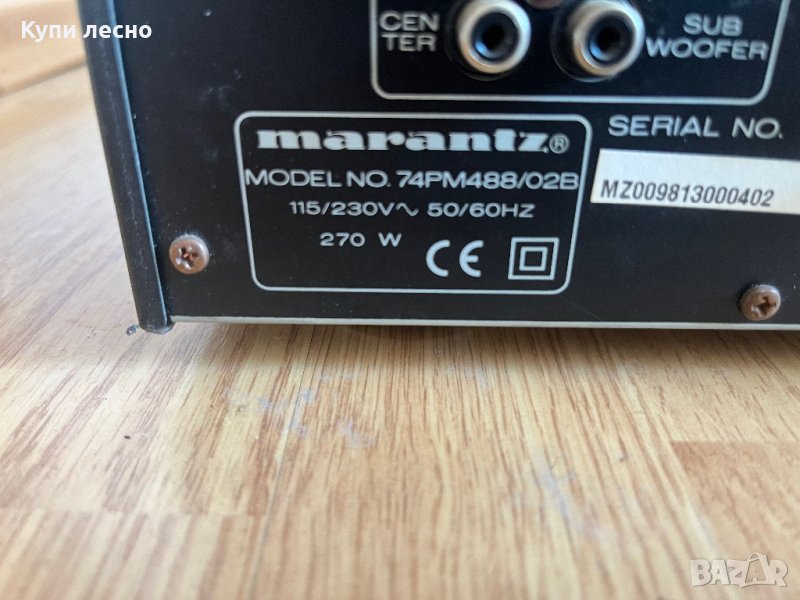 Купи лесно
CEN
TER
SUB
WOOFER
marantz®
MODEL NO. 74PM488/02B
115/230V~ 50/60HZ
270 W CE
SERIAL NO.
MZ009813000402
BAZAR